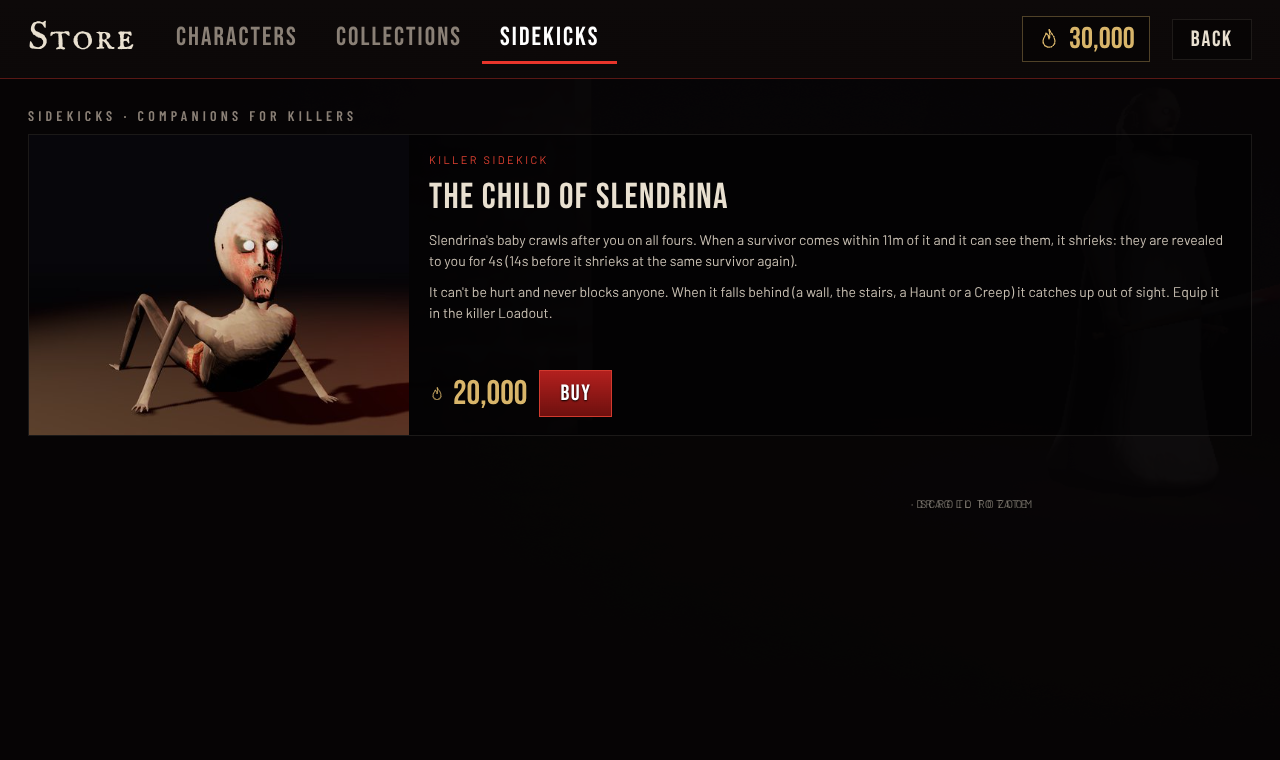 STORE
CHARACTERS
COLLECTIONS
SIDEKICKS
30,000
BACK
SIDEKICKS · COMPANIONS FOR KILLERS
KILLER SIDEKICK
THE CHILD OF SLENDRINA
Slendrina's baby crawls after you on all fours. When a survivor comes within 11m of it and it can see them, it shrieks: they are revealed
to you for 4s (14s before it shrieks at the same survivor again).
It can't be hurt and never blocks anyone. When it falls behind (a wall, the stairs, a Haunt or a Creep) it catches up out of sight. Equip it
in the killer Loadout.
20,000
BUY